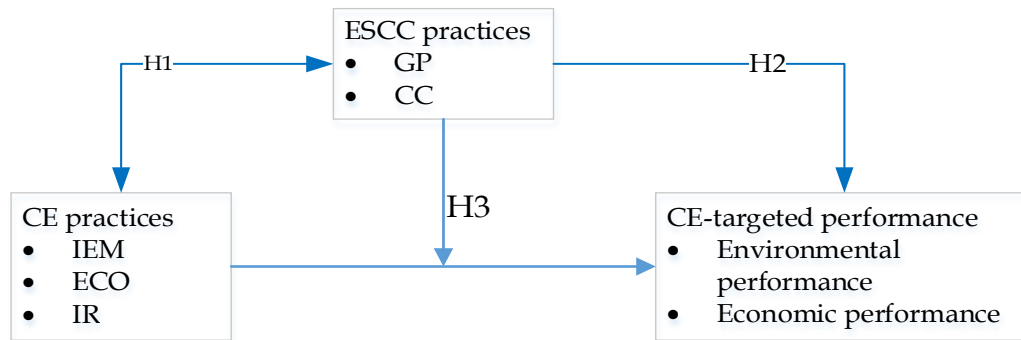 ESCC practices
• GP
• CC
H1
H2
H3
CE practices
• IEM
• ECO
• IR
CE-targeted performance
• Environmental
performance
• Economic performance